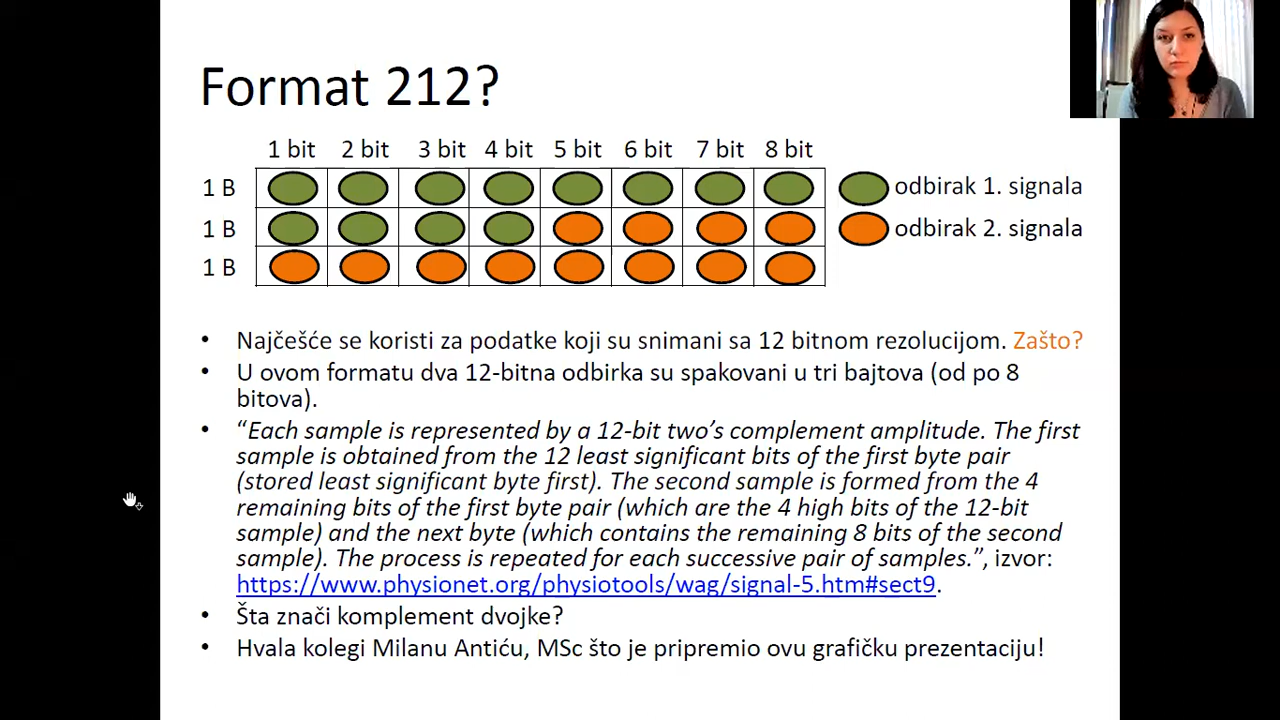 Format 212?
1 bit 2 bit 3 bit 4 bit 5 bit 6 bit 7 bit 8 bit
1 B
odbirak 1. signala
1 B
odbirak 2. signala
1 B
• Najčešće se koristi za podatke koji su snimani sa 12 bitnom rezolucijom. Zašto?
• U ovom formatu dva 12-bitna odbirka su spakovani u tri bajtova (od po 8
bitova).
• “Each sample is represented by a 12-bit two’s complement amplitude. The first
sample is obtained from the 12 least significant bits of the first byte pair
(stored least significant byte first). The second sample is formed from the 4
remaining bits of the first byte pair (which are the 4 high bits of the 12-bit
sample) and the next byte (which contains the remaining 8 bits of the second
sample). The process is repeated for each successive pair of samples.”, izvor:
https://www.physionet.org/physiotools/wag/signal-5.htm#sect9.
• Šta znači komplement dvojke?
• Hvala kolegi Milanu Antiću, MSc što je pripremio ovu grafičku prezentaciju!